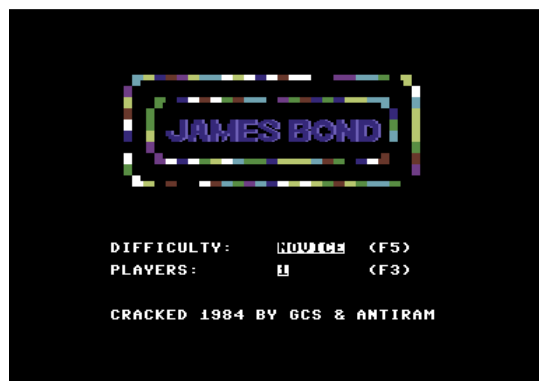 JAMES BOND
DIFFICULTY: NOVICE (F5)
PLAYERS: 1 (F3)
CRACKED 1984 BY GCS & ANTIRAM